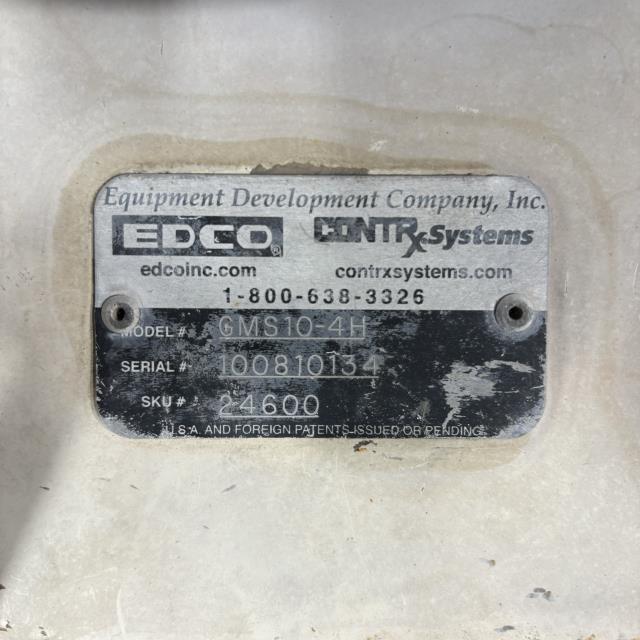 Equipment Development Company, Inc.
EDCO® CONTRxSystems
edcoinc.com contrxsystems.com
1-800-638-3326
MODEL # GMS10-4H
SERIAL # 100810134
SKU # 24600
U.S.A. AND FOREIGN PATENTS ISSUED OR PENDING